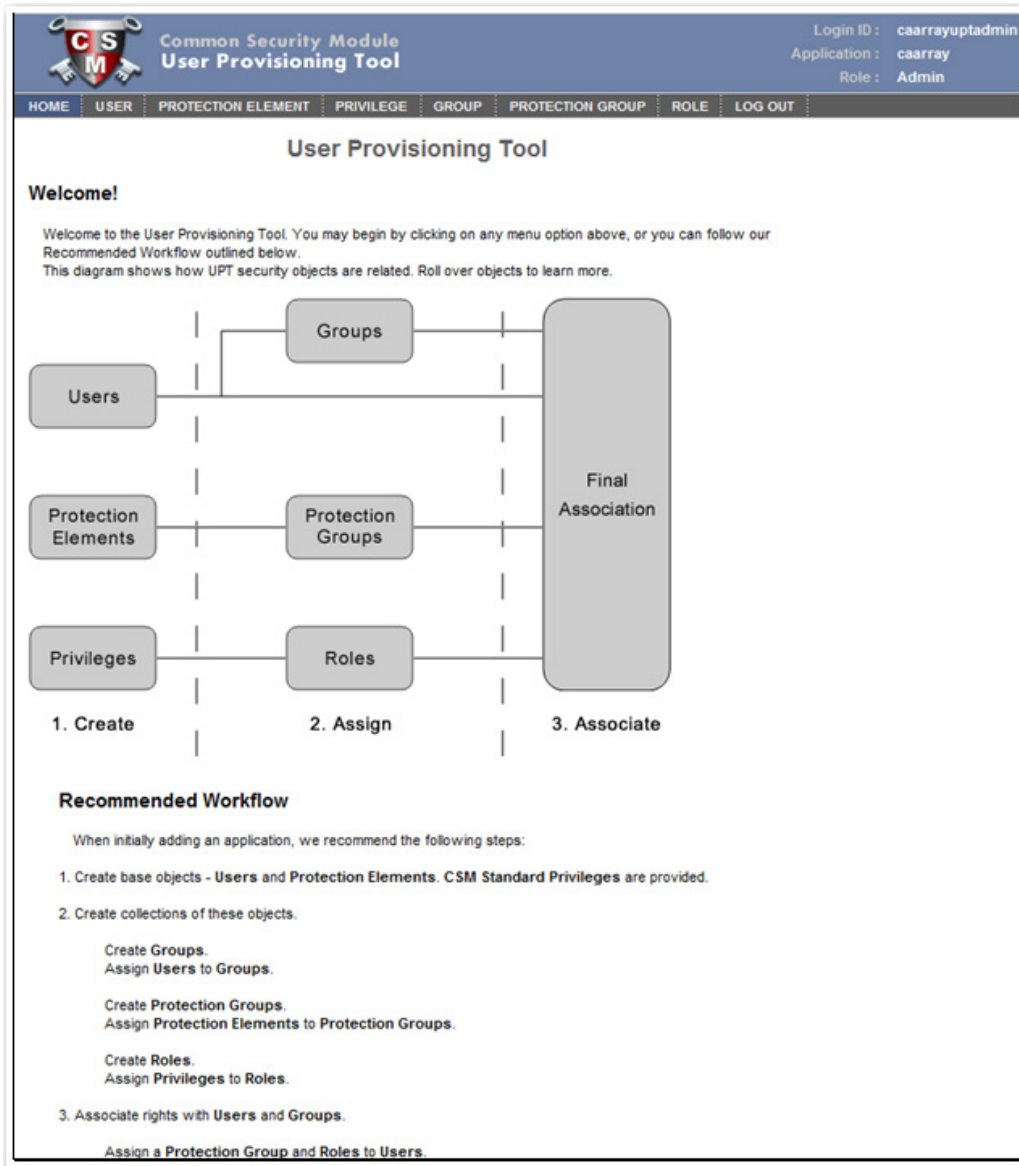 C S M
Common Security Module
User Provisioning Tool
Login ID : caarrayuptadmin
Application : caarray
Role : Admin
HOME USER PROTECTION ELEMENT PRIVILEGE GROUP PROTECTION GROUP ROLE LOG OUT
User Provisioning Tool
Welcome!
Welcome to the User Provisioning Tool. You may begin by clicking on any menu option above, or you can follow our
Recommended Workflow outlined below.
This diagram shows how UPT security objects are related. Roll over objects to learn more.
Groups
Users
Final
Association
Protection
Elements
Protection
Groups
Privileges
Roles
1. Create
2. Assign
3. Associate
Recommended Workflow
When initially adding an application, we recommend the following steps:
1. Create base objects - Users and Protection Elements. CSM Standard Privileges are provided.
2. Create collections of these objects.
Create Groups.
Assign Users to Groups.
Create Protection Groups.
Assign Protection Elements to Protection Groups.
Create Roles.
Assign Privileges to Roles.
3. Associate rights with Users and Groups.
Assign a Protection Group and Roles to Users.